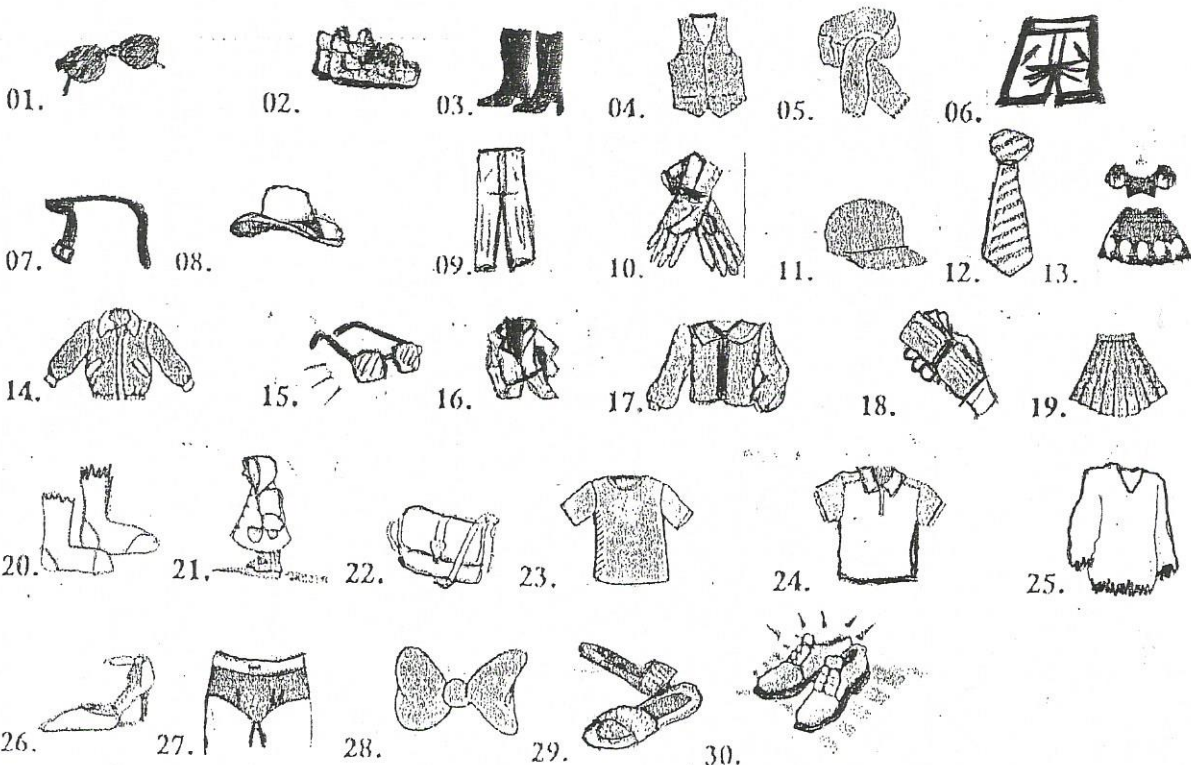 01. 02. 03. 04. 05. 06.
07. 08. 09. 10. 11. 12. 13.
14. 15. 16. 17. 18. 19.
20. 21. 22. 23. 24. 25.
26. 27. 28. 29. 30.